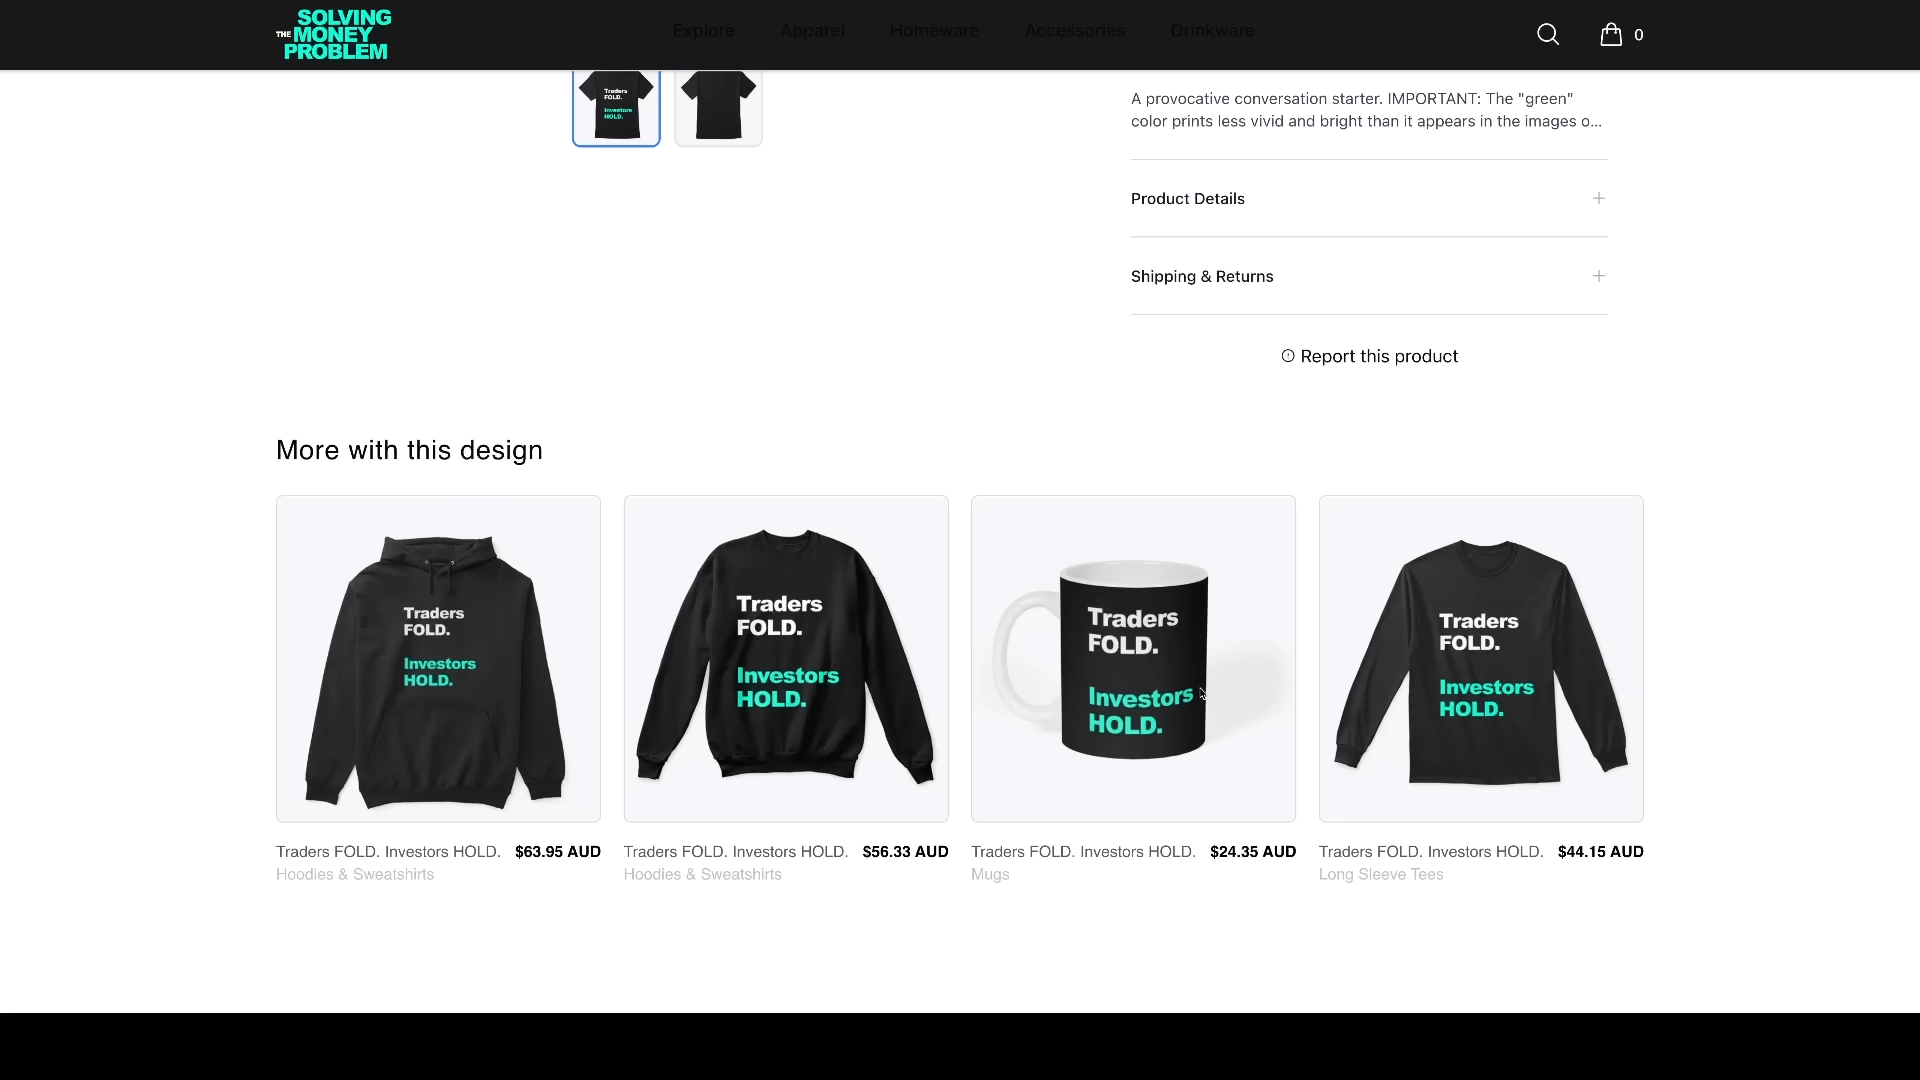 SOLVING
THE MONEY
PROBLEM
Explore Apparel Homeware Accessories Drinkware
0
Traders
FOLD.
Investors
HOLD.
A provocative conversation starter. IMPORTANT: The "green"
color prints less vivid and bright than it appears in the images o...
Product Details
Shipping & Returns
Report this product
More with this design
Traders
FOLD.
Investors
HOLD.
Traders
FOLD.
Investors
HOLD.
Traders
FOLD.
Investors
HOLD.
Traders
FOLD.
Investors
HOLD.
Traders FOLD. Investors HOLD. $63.95 AUD
Hoodies & Sweatshirts
Traders FOLD. Investors HOLD. $56.33 AUD
Hoodies & Sweatshirts
Traders FOLD. Investors HOLD. $24.35 AUD
Mugs
Traders FOLD. Investors HOLD. $44.15 AUD
Long Sleeve Tees